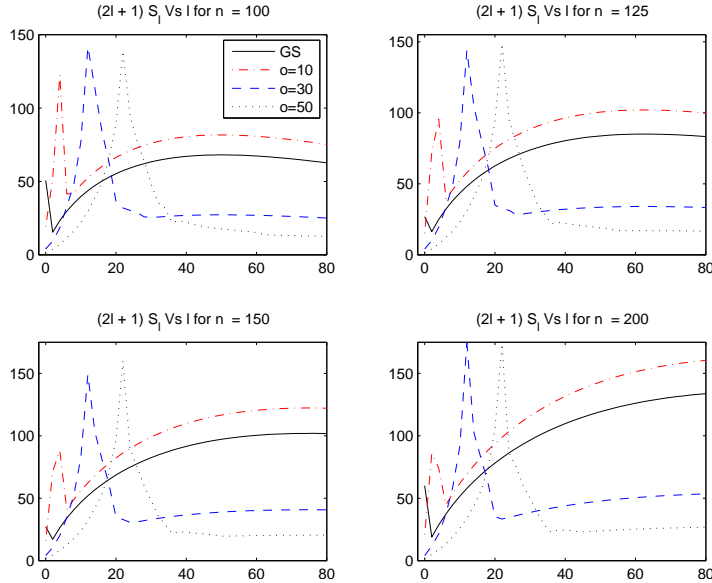 (2l + 1) S_l Vs l for n = 100
150
100
50
0
0 20 40 60 80
GS
o=10
o=30
o=50
(2l + 1) S_l Vs l for n = 125
150
100
50
0
0 20 40 60 80
(2l + 1) S_l Vs l for n = 150
150
100
50
0
0 20 40 60 80
(2l + 1) S_l Vs l for n = 200
150
100
50
0
0 20 40 60 80